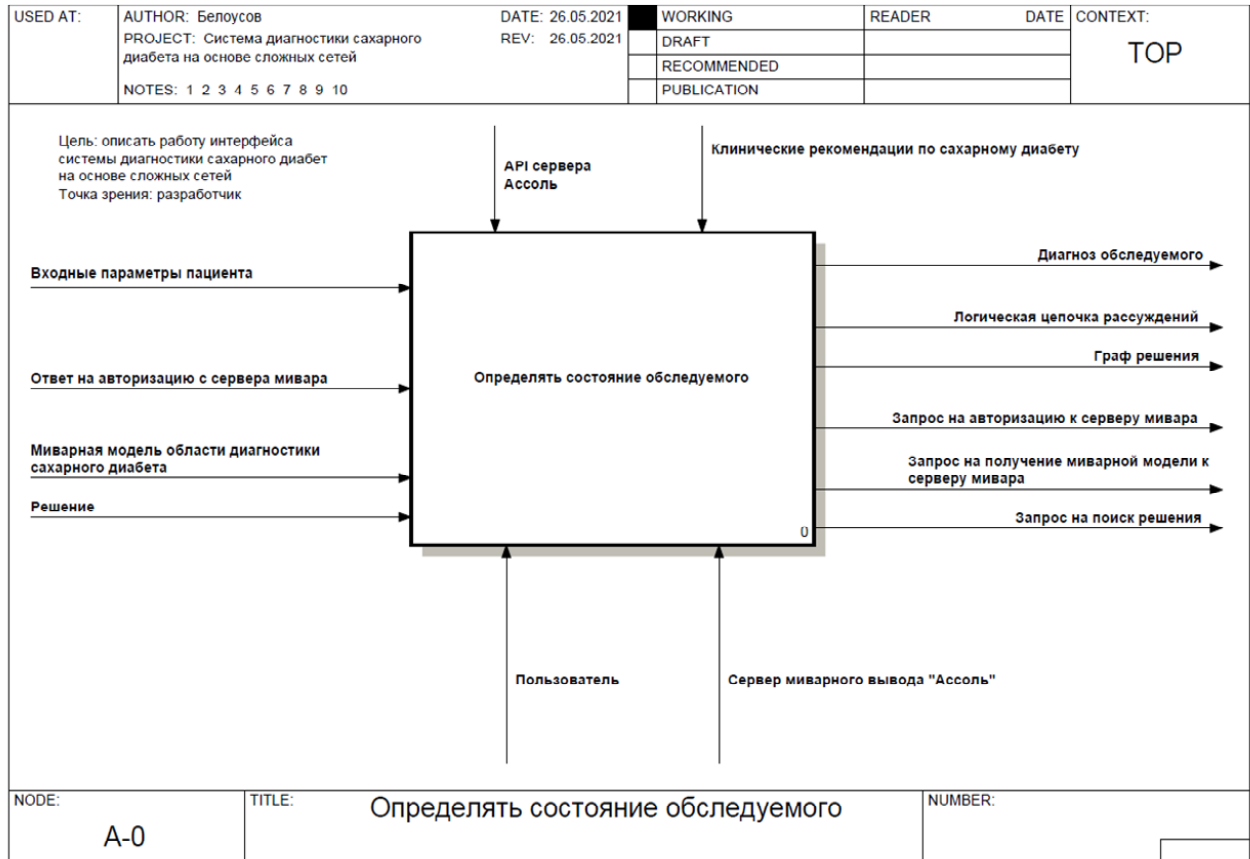 USED AT:
AUTHOR: Белоусов
DATE: 26.05.2021
PROJECT: Система диагностики сахарного
диабета на основе сложных сетей
REV: 26.05.2021
NOTES: 1 2 3 4 5 6 7 8 9 10
WORKING
DRAFT
RECOMMENDED
PUBLICATION
READER
DATE
CONTEXT:
TOP
Цель: описать работу интерфейса
системы диагностики сахарного диабет
на основе сложных сетей
Точка зрения: разработчик
API сервера
Ассоль
Клинические рекомендации по сахарному диабету
Входные параметры пациента
Ответ на авторизацию с сервера мивара
Миварная модель области диагностики
сахарного диабета
Решение
Определять состояние обследуемого
0
Диагноз обследуемого
Логическая цепочка рассуждений
Граф решения
Запрос на авторизацию к серверу мивара
Запрос на получение миварной модели к
серверу мивара
Запрос на поиск решения
Пользователь
Сервер миварного вывода "Ассоль"
NODE:
A-0
TITLE:
Определять состояние обследуемого
NUMBER: